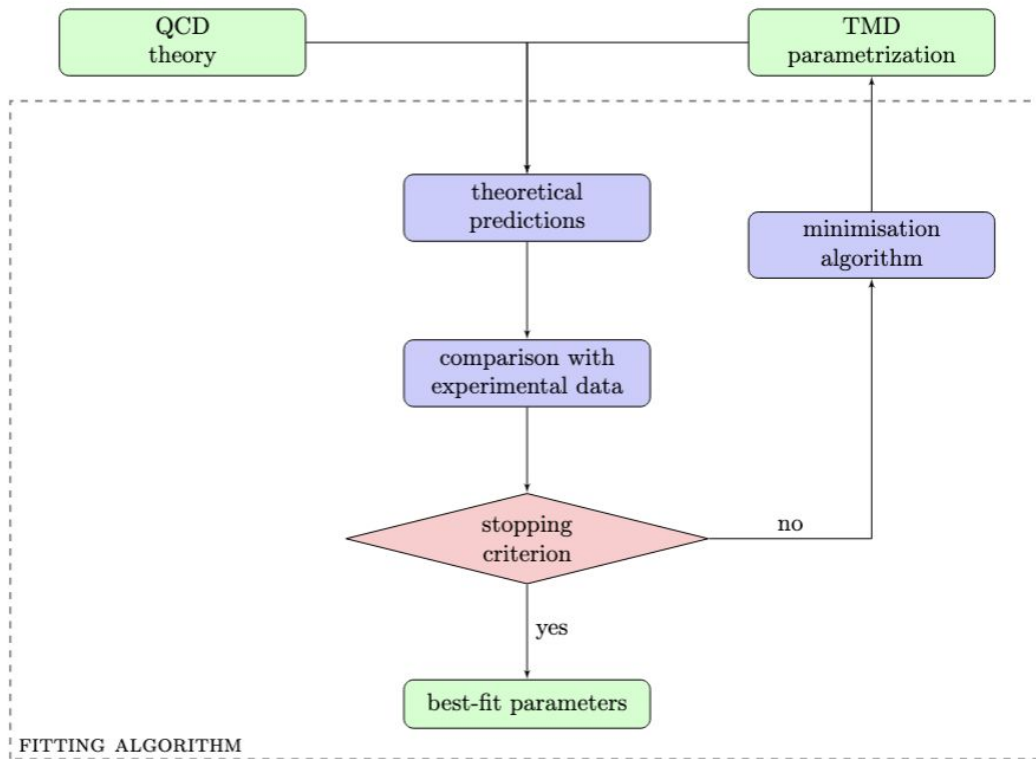 QCD
theory
TMD
parametrization
theoretical
predictions
minimisation
algorithm
comparison with
experimental data
stopping
criterion
no
yes
best-fit parameters
FITTING ALGORITHM